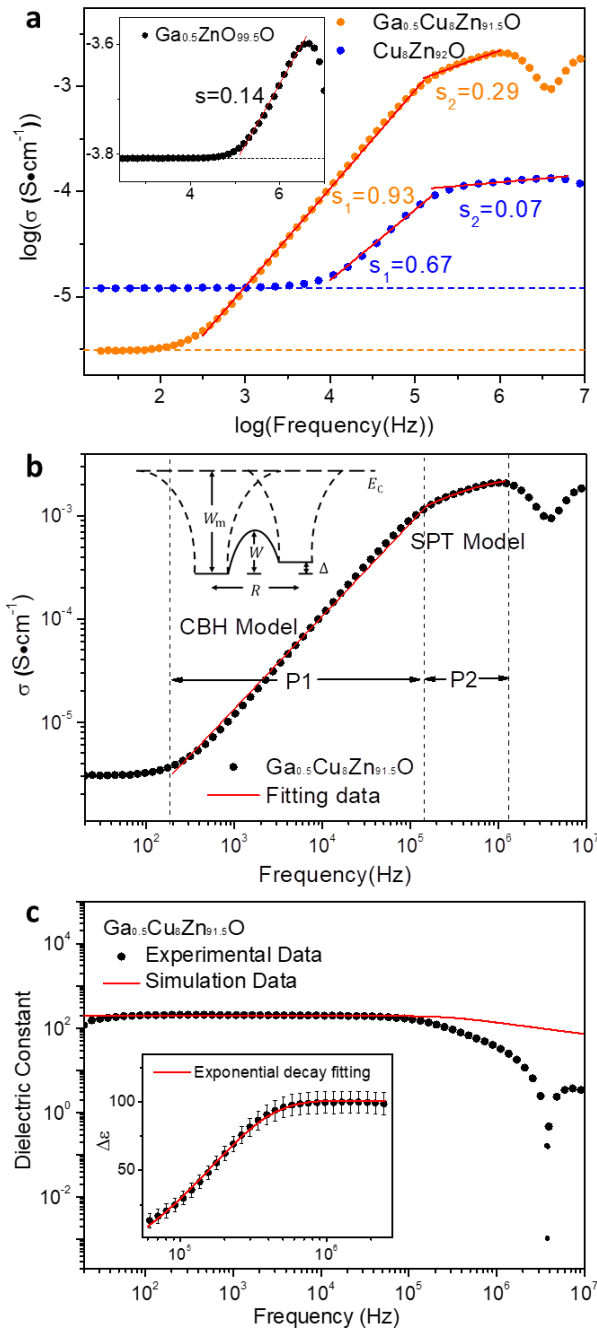 a
Ga₀.₅ZnO₉₉.₅O
s=0.14
-3.6
-3.8
4
6
Ga₀.₅Cu₈Zn₉₁.₅O
Cu₈Zn₉₂O
s₂=0.29
s₁=0.93
s₂=0.07
s₁=0.67
-3
-4
-5
log(σ (S•cm⁻¹))
2
3
4
5
6
7
log(Frequency(Hz))
b
E_C
W_m
W
Δ
R
SPT Model
CBH Model
P1
P2
Ga₀.₅Cu₈Zn₉₁.₅O
Fitting data
10⁻³
10⁻⁴
10⁻⁵
σ (S•cm⁻¹)
10²
10³
10⁴
10⁵
10⁶
10⁷
Frequency(Hz)
c
Ga₀.₅Cu₈Zn₉₁.₅O
Experimental Data
Simulation Data
10⁴
10²
10⁰
10⁻²
Dielectric Constant
Exponential decay fitting
100
50
Δε
10⁵
10⁶
10²
10³
10⁴
10⁵
10⁶
10⁷
Frequency (Hz)